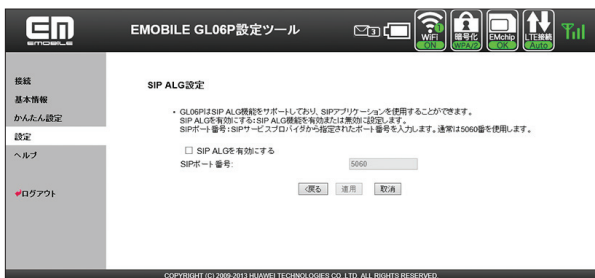 EM
EMOBILE
EMOBILE GL06P設定ツール
3
WiFi
ON
1
暗号化
WPA/P
EMchip
OK
LTE接続
Auto
接続
基本情報
かんたん設定
設定
ヘルプ
ログアウト
SIP ALG設定
・GL06PはSIP ALG機能をサポートしており、SIPアプリケーションを使用することができます。
SIP ALGを有効にする:SIP ALG機能を有効または無効に設定します。
SIPポート番号:SIPサービスプロバイダから指定されたポート番号を入力します。通常は5060番を使用します。
SIP ALGを有効にする
SIPポート番号:
5060
<戻る 適用 取消
COPYRIGHT (C) 2009-2013 HUAWEI TECHNOLOGIES CO.,LTD. ALL RIGHTS RESERVED.